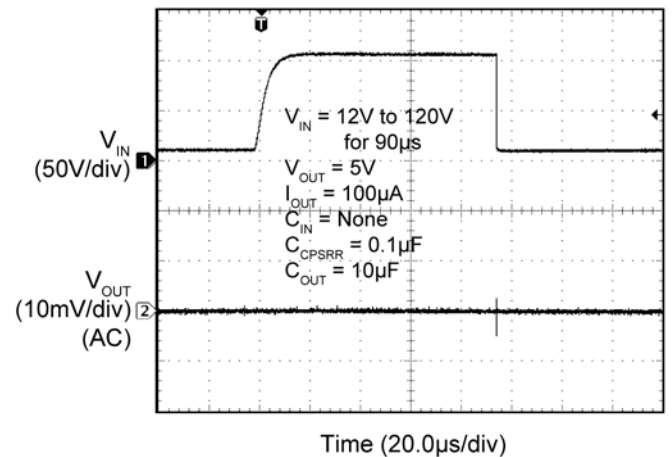 T
V_IN = 12V to 120V
for 90μs
V_OUT = 5V
I_OUT = 100μA
C_IN = None
C_CPSRR = 0.1μF
C_OUT = 10μF
V_IN
(50V/div)
1
V_OUT
(10mV/div)
2
(AC)
Time (20.0μs/div)